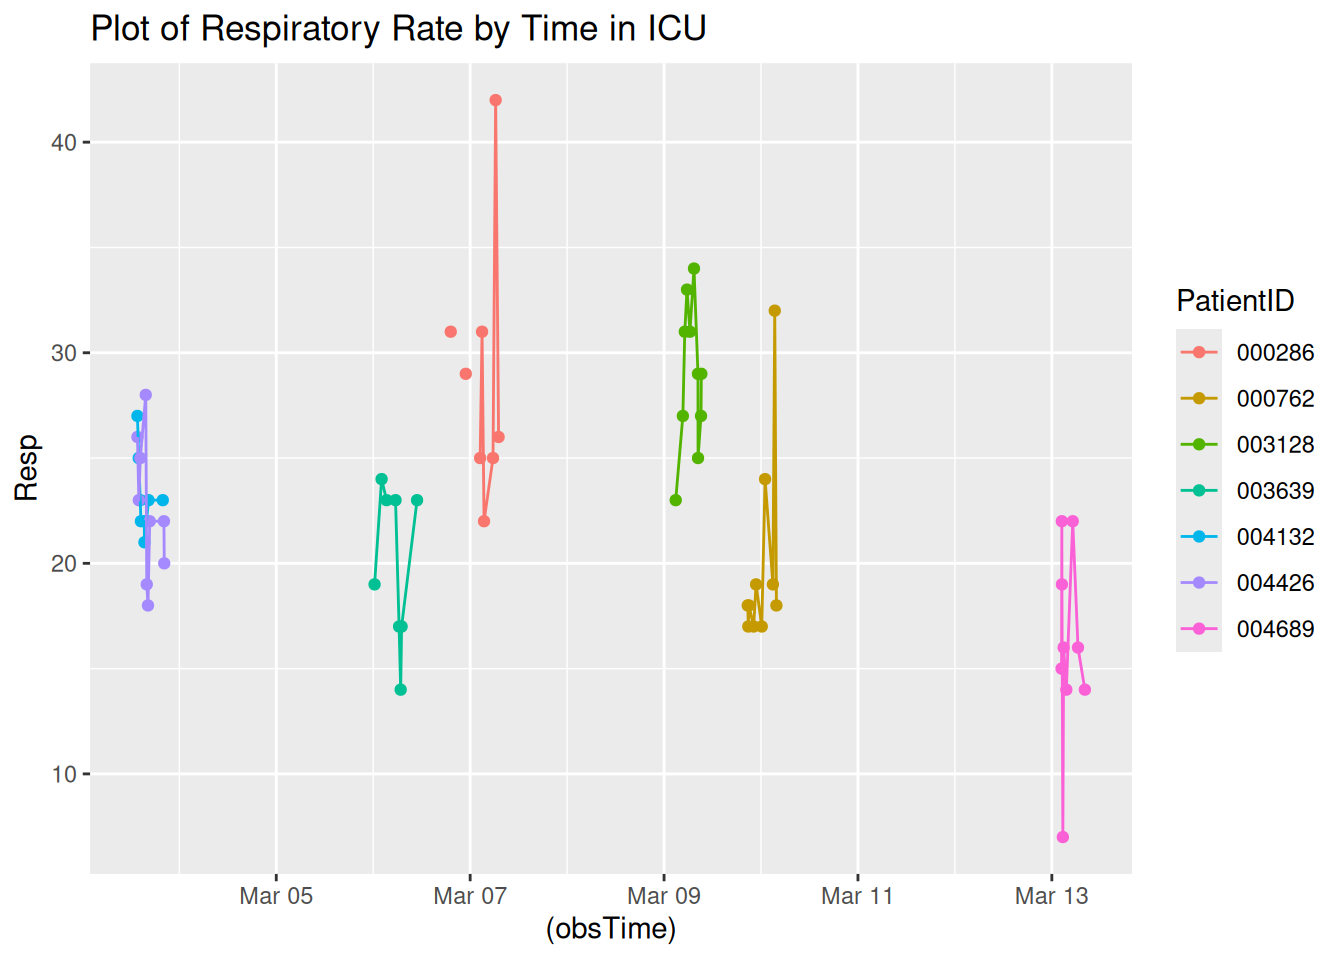 Plot of Respiratory Rate by Time in ICU
Resp
40
30
20
10
Mar 05
Mar 07
Mar 09
Mar 11
Mar 13
(obsTime)
PatientID
000286
000762
003128
003639
004132
004426
004689